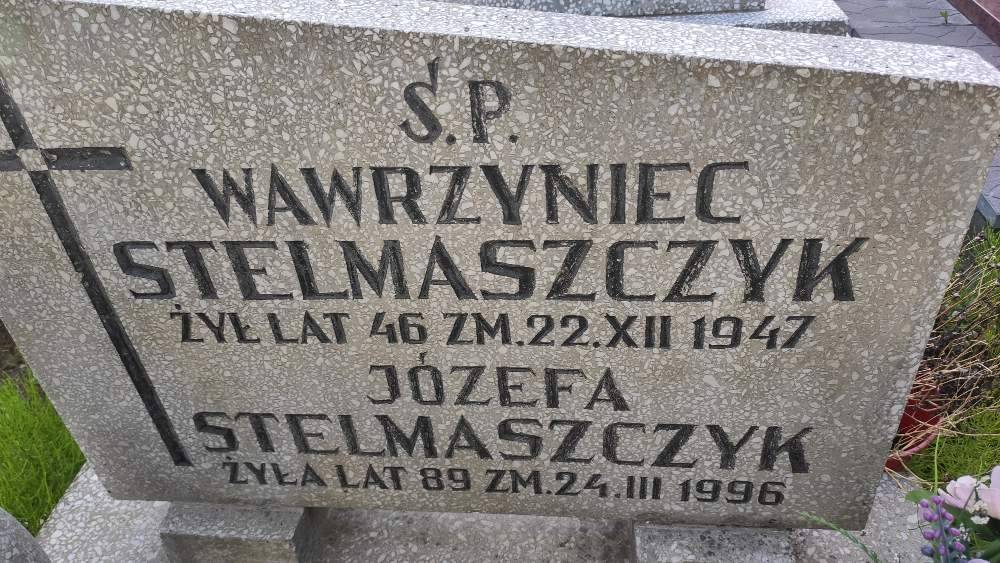 Ś.P.
WAWRZYNIEC
STELMASZCZYK
ŻYŁ LAT 46 ZM.22.XII 1947
JÓZEFA
STELMASZCZYK
ŻYŁA LAT 89 ZM.24.III 1996